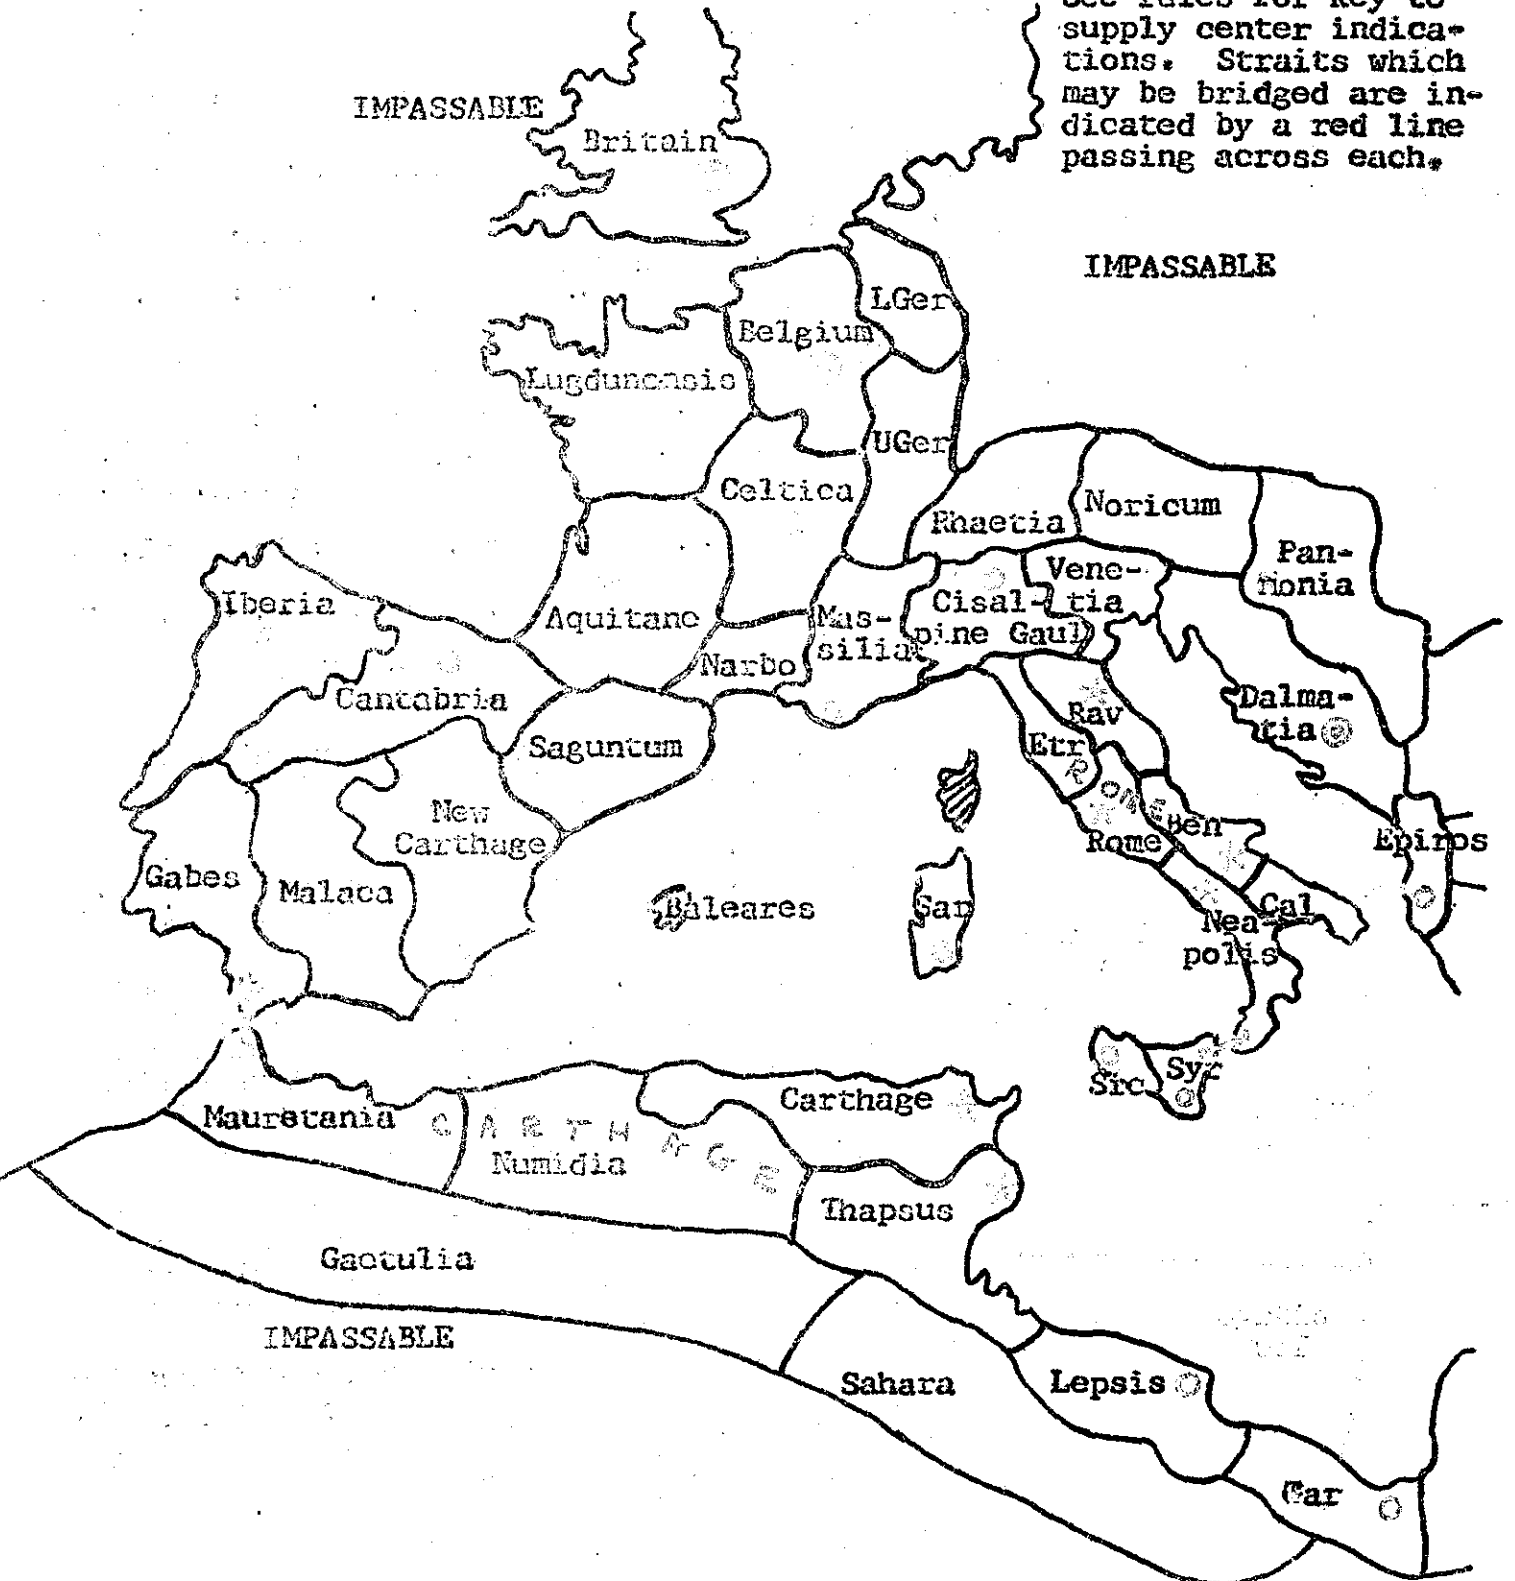 supply center indica-
tions. Straits which
may be bridged are in-
dicated by a red line
passing across each.
IMPASSABLE
Britain
IMPASSABLE
LGer
Belgium
Lugduncnsis
UGer
Celtica
Rhaetia
Noricum
Pan-
nonia
Vene-
tia
Cisal-
pine Gaul
Iberia
Aquitane
Mas-
silia
Narbo
Cantabria
Saguntum
Rav
Etr
Dalma-
tia
ROME
New
Carthage
Rome
Ben
Epiros
Gabes
Malaca
Baleares
Sar
Cal
Nea-
polis
Src
Syr
Mauretania
CARTHAGE
Carthage
Numidia
Thapsus
Gaetulia
IMPASSABLE
Sahara
Lepsis